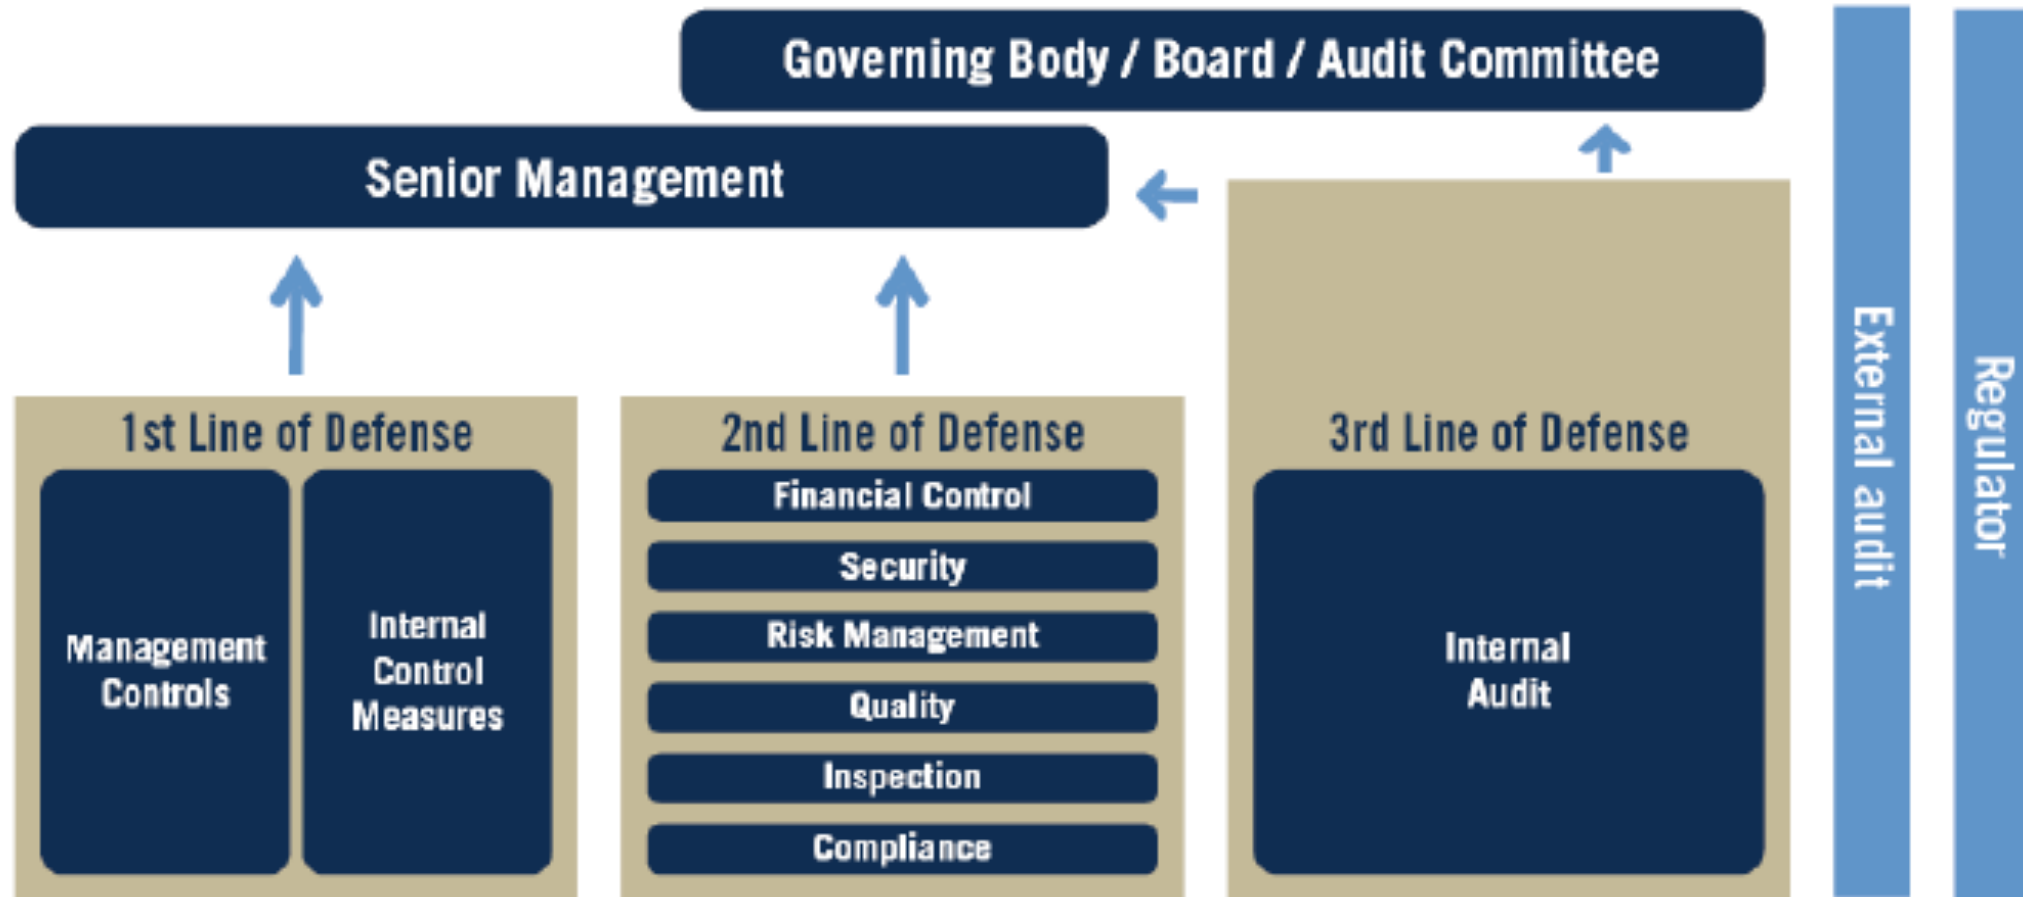 Governing Body / Board / Audit Committee
Senior Management
1st Line of Defense
Management
Controls
Internal
Control
Measures
2nd Line of Defense
Financial Control
Security
Risk Management
Quality
Inspection
Compliance
3rd Line of Defense
Internal
Audit
External audit
Regulator